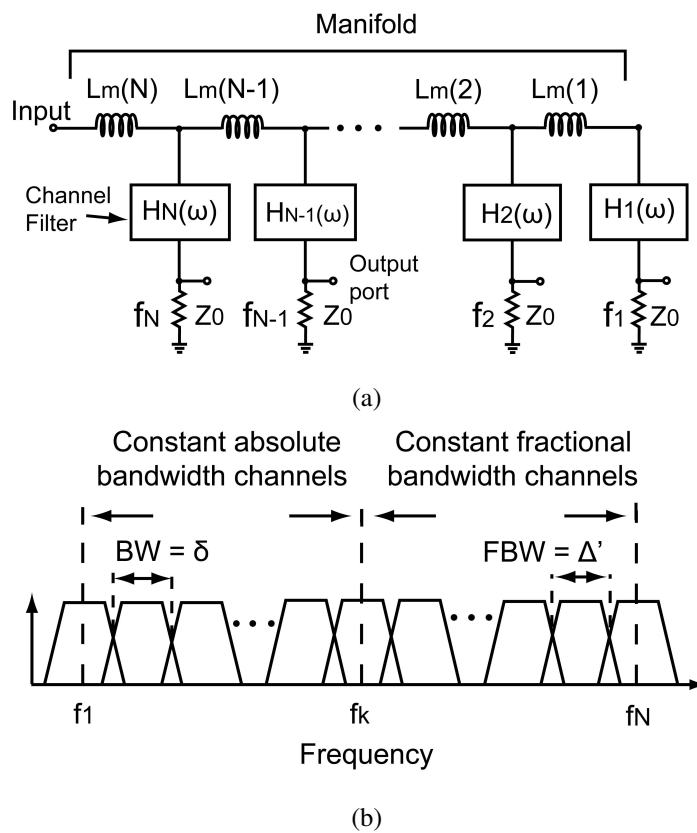 Manifold
Lm(N) Lm(N-1) Lm(2) Lm(1)
Input
Channel
Filter
HN(ω) HN-1(ω) H2(ω) H1(ω)
Output
port
fN Z0 fN-1 Z0 f2 Z0 f1 Z0
(a)
Constant absolute
bandwidth channels
Constant fractional
bandwidth channels
BW = δ
FBW = Δ'
f1 fk fN
Frequency
(b)